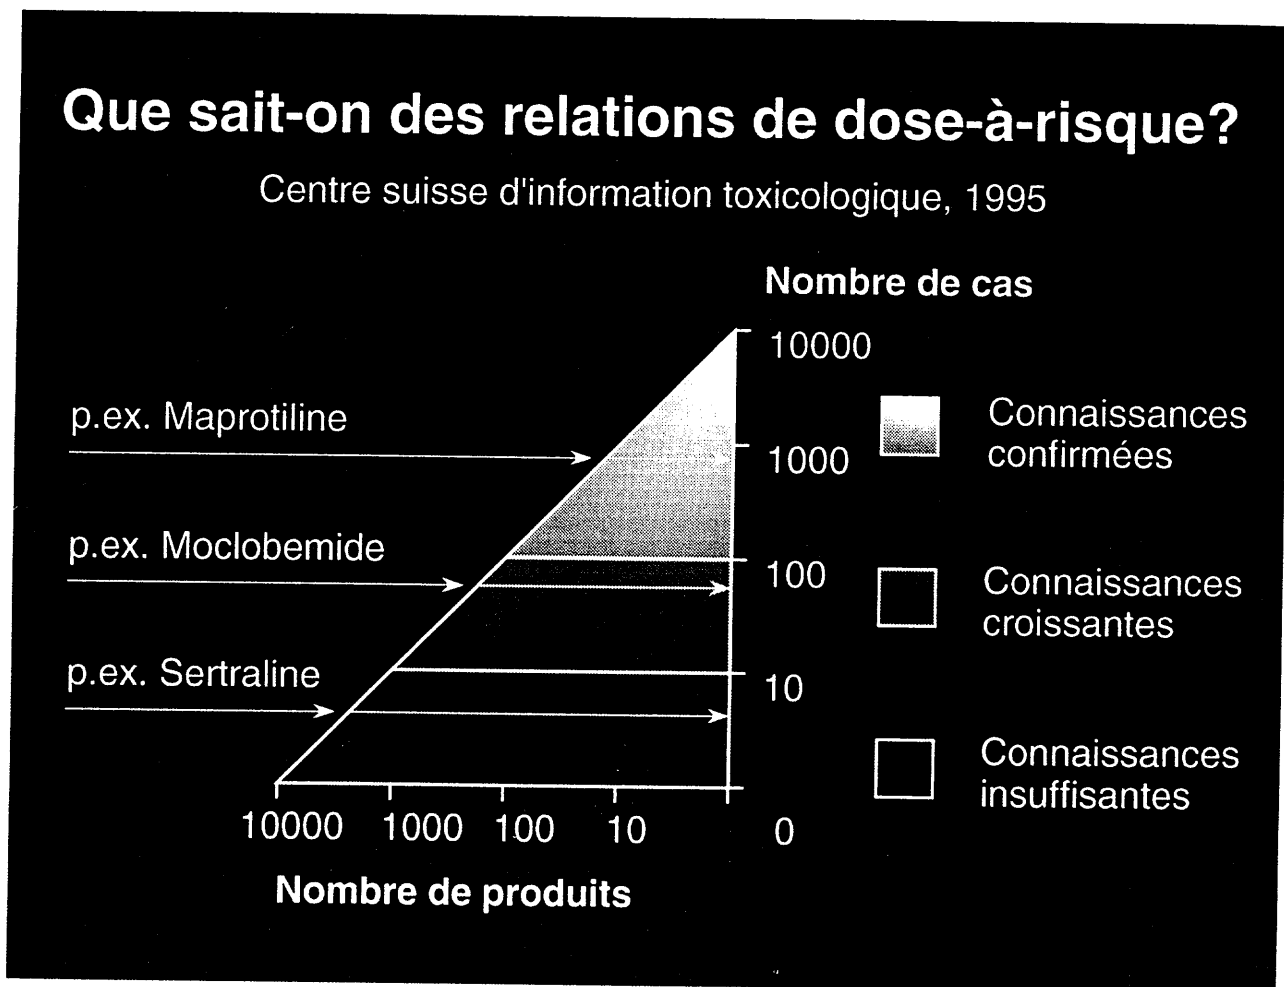 Que sait-on des relations de dose-à-risque?
Centre suisse d'information toxicologique, 1995
Nombre de cas
10000
p.ex. Maprotiline
1000
Connaissances
confirmées
p.ex. Moclobemide
100
Connaissances
croissantes
p.ex. Sertraline
10
Connaissances
insuffisantes
10000 1000 100 10 0
Nombre de produits